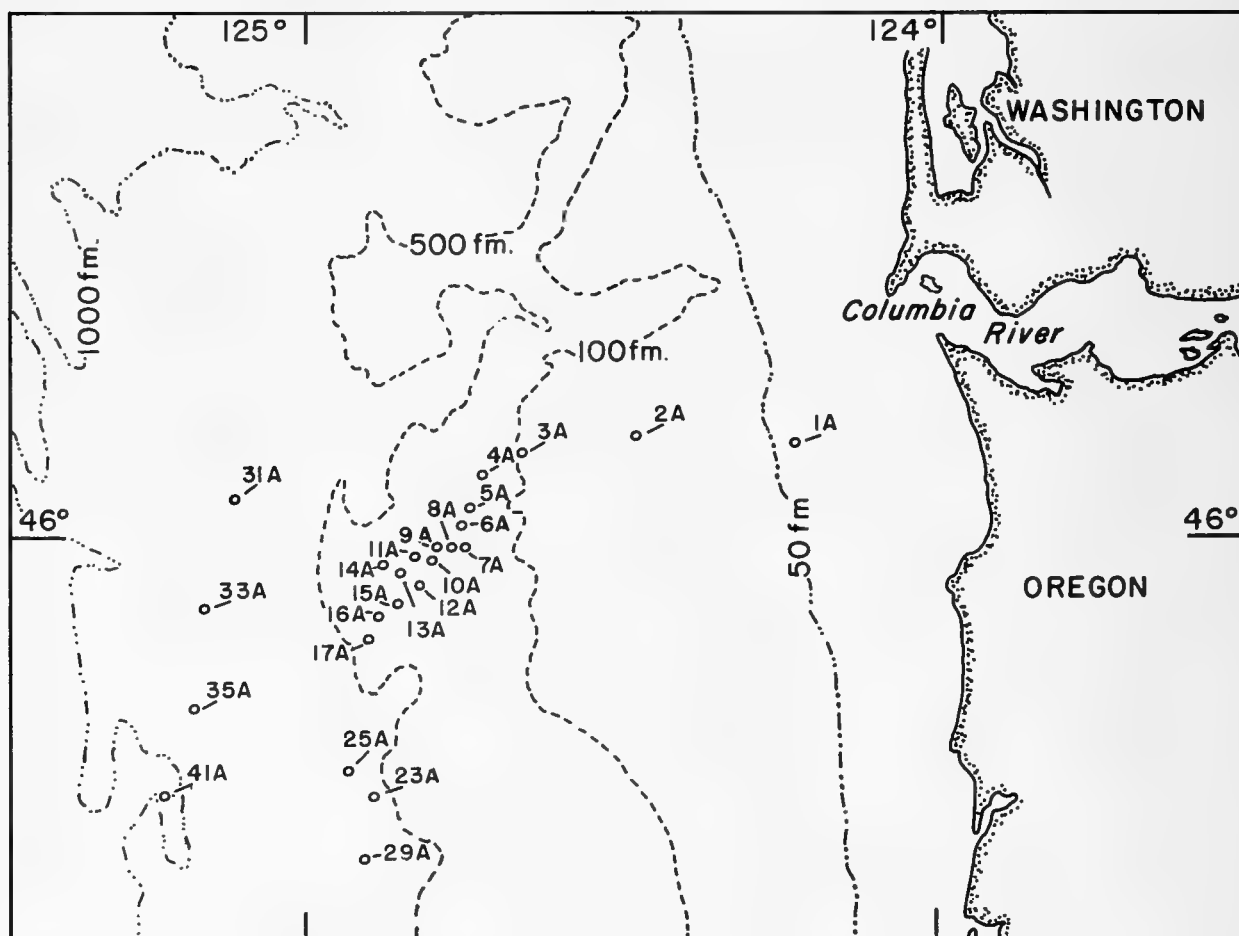 125°
124°
WASHINGTON
500 fm.
1000 fm.
Columbia
River
100 fm.
2A
1A
3A
4A
31A
5A
8A
6A
46°
46°
9A
11A
7A
14A
10A
OREGON
15A
12A
33A
16A
13A
17A
50 fm
35A
25A
41A
23A
29A